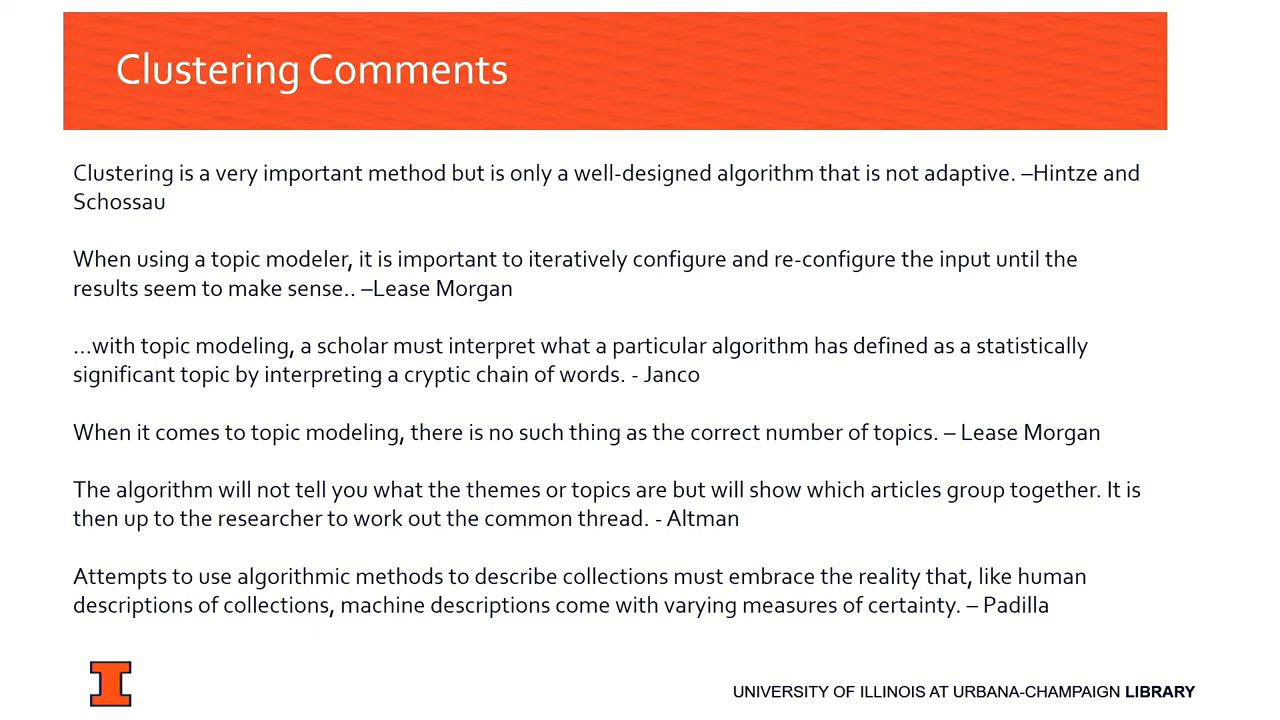 Clustering Comments
Clustering is a very important method but is only a well-designed algorithm that is not adaptive. –Hintze and
Schossau
When using a topic modeler, it is important to iteratively configure and re-configure the input until the
results seem to make sense.. –Lease Morgan
...with topic modeling, a scholar must interpret what a particular algorithm has defined as a statistically
significant topic by interpreting a cryptic chain of words. - Janco
When it comes to topic modeling, there is no such thing as the correct number of topics. – Lease Morgan
The algorithm will not tell you what the themes or topics are but will show which articles group together. It is
then up to the researcher to work out the common thread. - Altman
Attempts to use algorithmic methods to describe collections must embrace the reality that, like human
descriptions of collections, machine descriptions come with varying measures of certainty. – Padilla
I
UNIVERSITY OF ILLINOIS AT URBANA-CHAMPAIGN LIBRARY